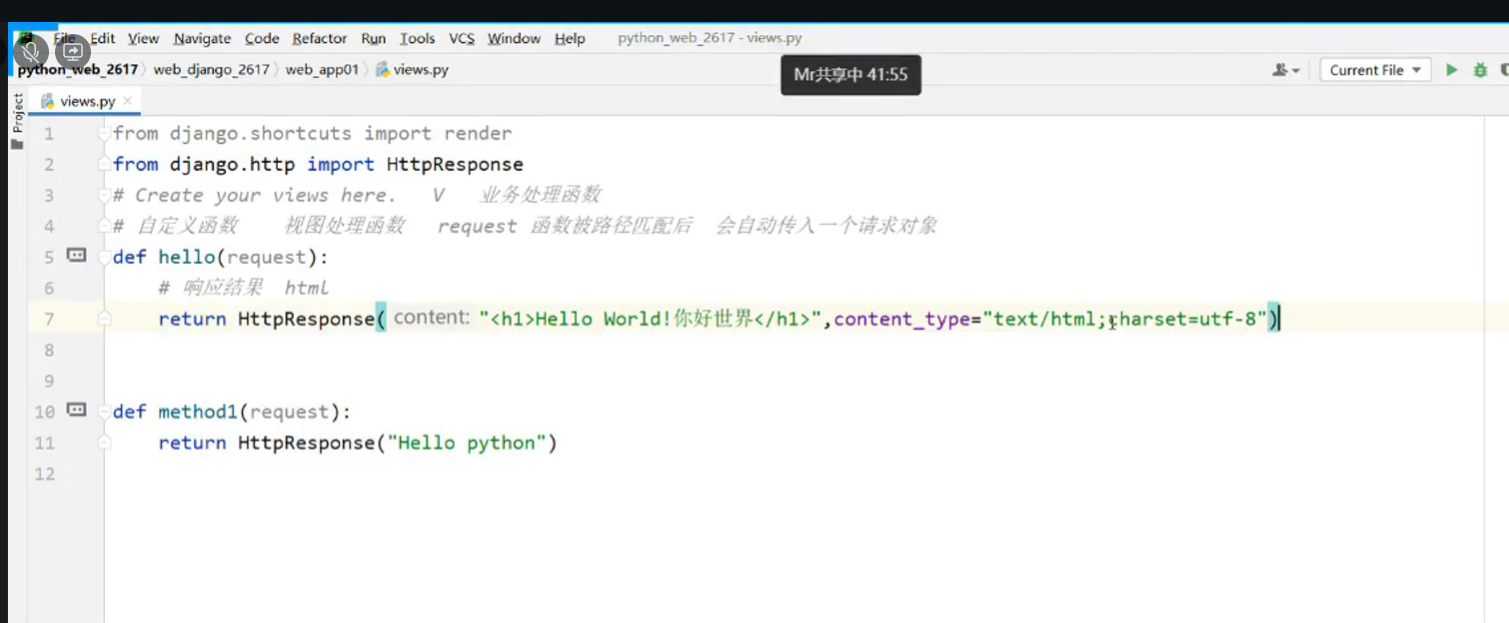 File Edit View Navigate Code Refactor Run Tools VCS Window Help python_web_2617 - views.py
python_web_2617 web_django_2617 web_app01 views.py
Mr共享中 41:55
Current File
Project
views.py
1 from django.shortcuts import render
2 from django.http import HttpResponse
3 # Create your views here. V 业务处理函数
4 # 自定义函数 视图处理函数 request 函数被路径匹配后 会自动传入一个请求对象
5 def hello(request):
6 # 响应结果 html
7 return HttpResponse( content: "<h1>Hello World!你好世界</h1>",content_type="text/html;charset=utf-8")
8
9
10 def method1(request):
11 return HttpResponse("Hello python")
12